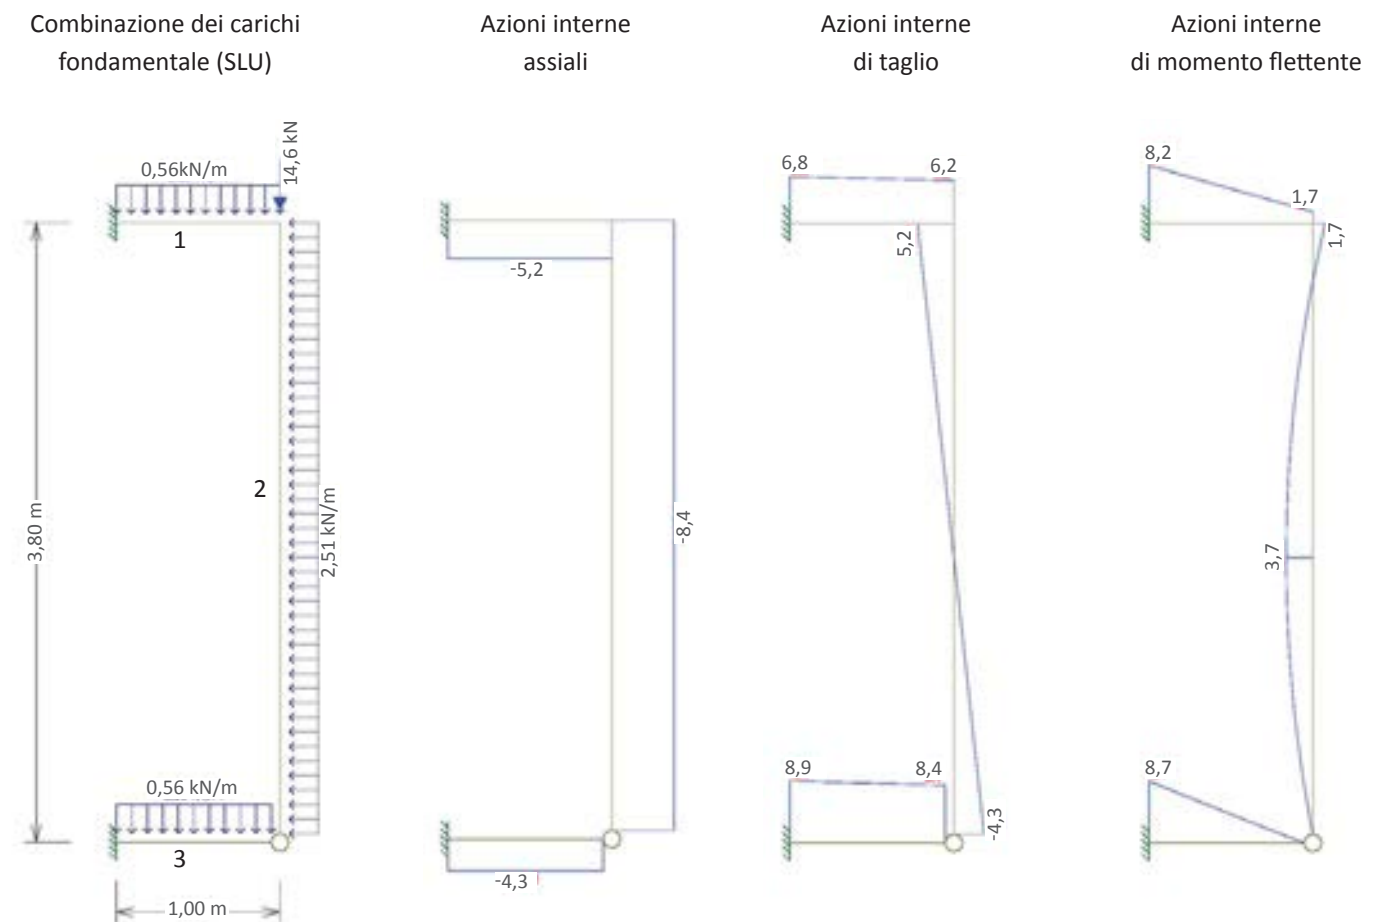 Combinazione dei carichi
fondamentale (SLU)
Azioni interne
assiali
Azioni interne
di taglio
Azioni interne
di momento flettente
0,56kN/m
14,6 kN
1
2
3,80 m
2,51 kN/m
0,56 kN/m
3
1,00 m
-5,2
-8,4
-4,3
6,8
6,2
5,2
8,9
8,4
-4,3
8,2
1,7
1,7
3,7
8,7